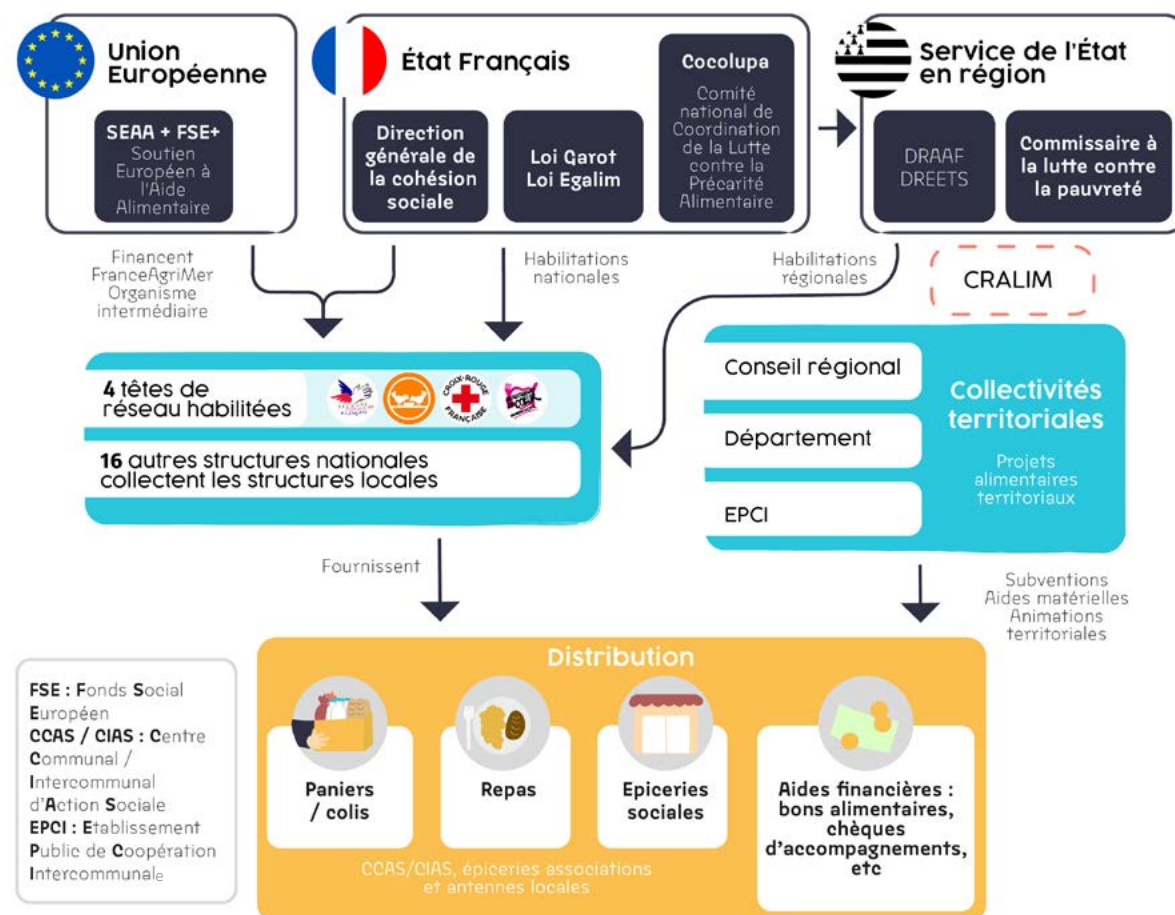 Union
Européenne
SEAA + FSE+
Soutien
Européen à
l'Aide
Alimentaire
État Français
Direction
générale de
la cohésion
sociale
Loi Garot
Loi Egalim
Cocolupa
Comité
national de
Coordination
de la Lutte
contre la
Précarité
Alimentaire
Service de l'État
en région
DRAAF
DREETS
Commissaire à
la lutte contre
la pauvreté
Financent
FranceAgriMer
Organisme
intermédiaire
Habilitations
nationales
Habilitations
régionales
CRALIM
4 têtes de
réseau habilitées
CROIX-ROUGE
FRANÇAISE
16 autres structures nationales
collectent les structures locales
Conseil régional
Département
EPCI
Collectivités
territoriales
Projets
alimentaires
territoriaux
Fournissent
Subventions
Aides matérielles
Animations
territoriales
FSE : Fonds Social
Européen
CCAS / CIAS : Centre
Communal /
Intercommunal
d'Action Sociale
EPCI : Etablissement
Public de Coopération
Intercommunale
Distribution
Paniers
/ colis
Repas
Epiceries
sociales
Aides financières :
bons alimentaires,
chèques
d'accompagnements,
etc
CCAS/CIAS, épiceries associations
et antennes locales